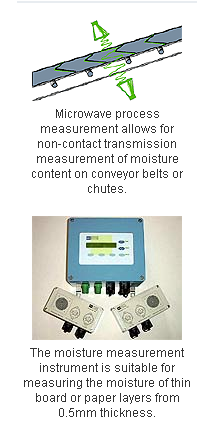 Microwave process
measurement allows for
non-contact transmission
measurement of moisture
content on conveyor belts or
chutes.
The moisture measurement
instrument is suitable for
measuring the moisture of thin
board or paper layers from
0.5mm thickness.